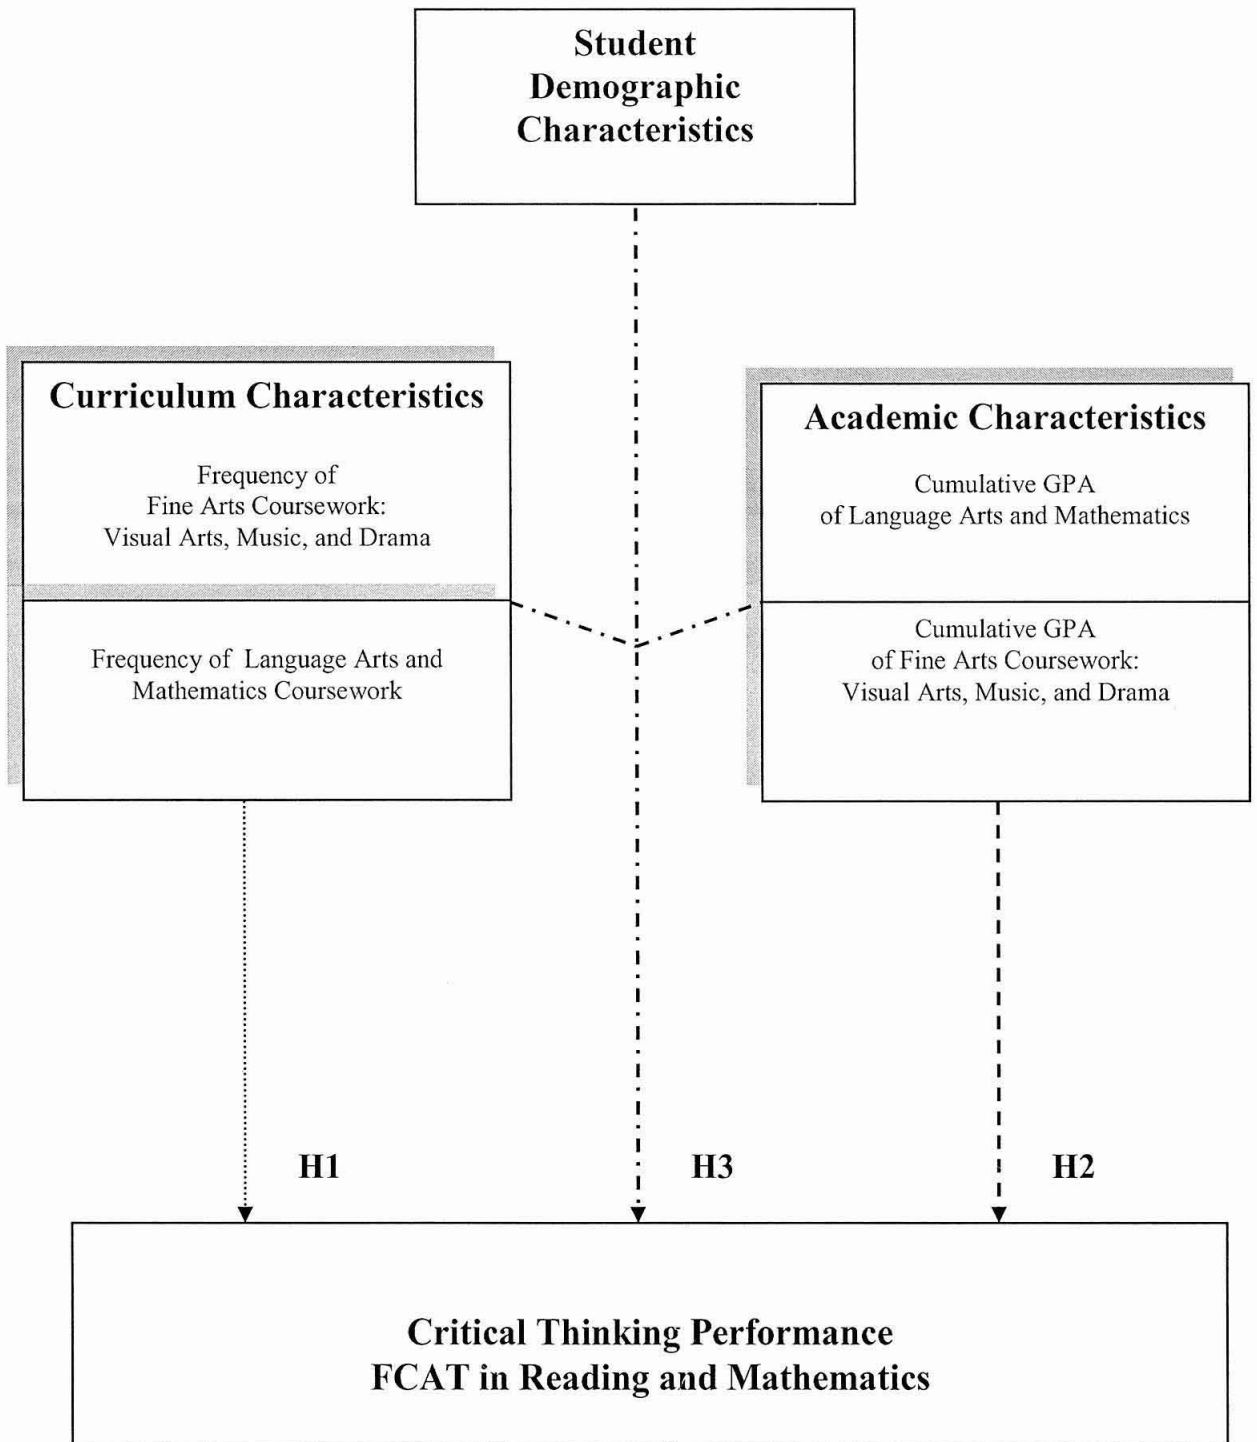 Student
Demographic
Characteristics
Curriculum Characteristics
Frequency of
Fine Arts Coursework:
Visual Arts, Music, and Drama
Frequency of Language Arts and
Mathematics Coursework
Academic Characteristics
Cumulative GPA
of Language Arts and Mathematics
Cumulative GPA
of Fine Arts Coursework:
Visual Arts, Music, and Drama
H1
H3
H2
Critical Thinking Performance
FCAT in Reading and Mathematics